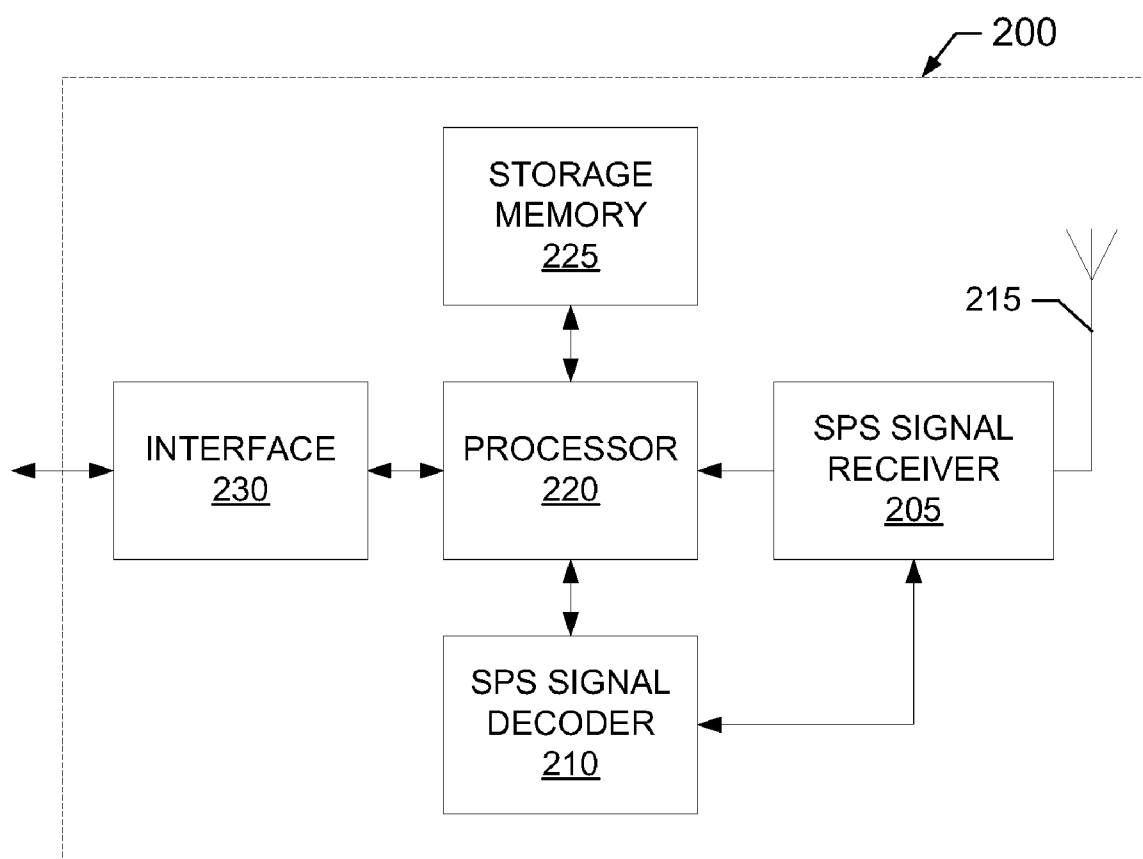 200
STORAGE
MEMORY
225
215
INTERFACE
230
PROCESSOR
220
SPS SIGNAL
RECEIVER
205
SPS SIGNAL
DECODER
210